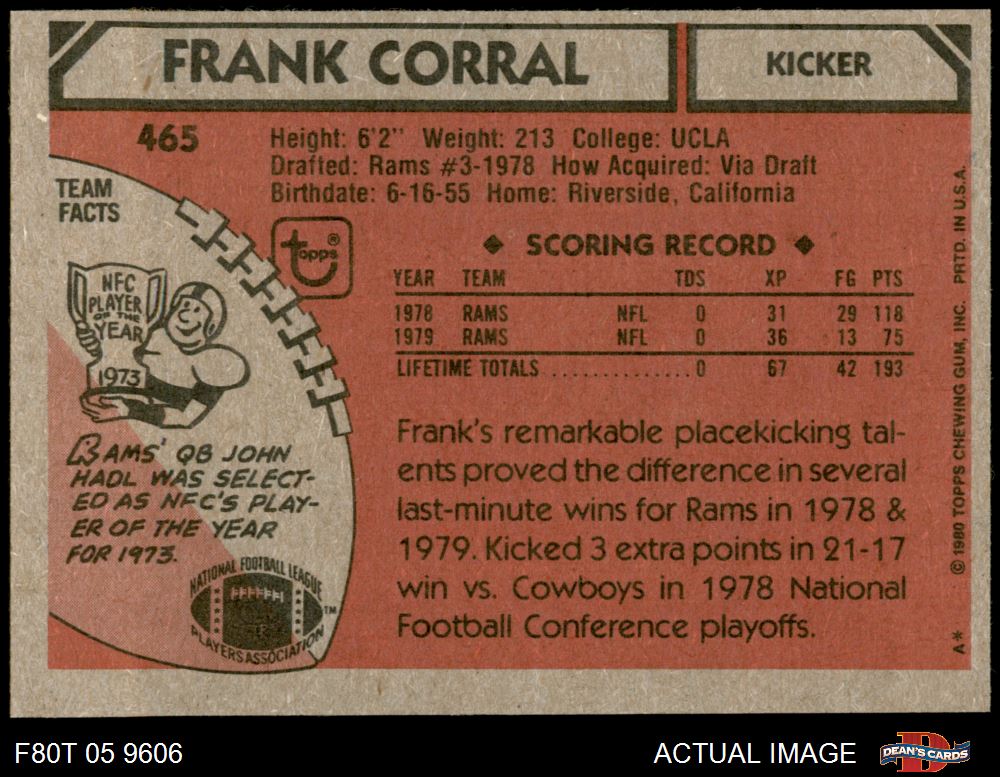 FRANK CORRAL
KICKER
465
Height: 6'2" Weight: 213 College: UCLA
Drafted: Rams #3-1978 How Acquired: Via Draft
Birthdate: 6-16-55 Home: Riverside, California
TEAM
FACTS
topps®
NFC
PLAYER
OF THE
YEAR
1973
RAMS' QB JOHN
HADL WAS SELECT-
ED AS NFC'S PLAY-
ER OF THE YEAR
FOR 1973.
NATIONAL FOOTBALL LEAGUE
PLAYERS ASSOCIATION
TM
◆ SCORING RECORD ◆
YEAR TEAM TDS XP FG PTS
1978 RAMS NFL 0 31 29 118
1979 RAMS NFL 0 36 13 75
LIFETIME TOTALS ..............0 67 42 193
Frank's remarkable placekicking tal-
ents proved the difference in several
last-minute wins for Rams in 1978 &
1979. Kicked 3 extra points in 21-17
win vs. Cowboys in 1978 National
Football Conference playoffs.
A* © 1980 TOPPS CHEWING GUM, INC. PRTD. IN U.S.A.
F80T 05 9606
ACTUAL IMAGE
D
DEAN'S CARDS